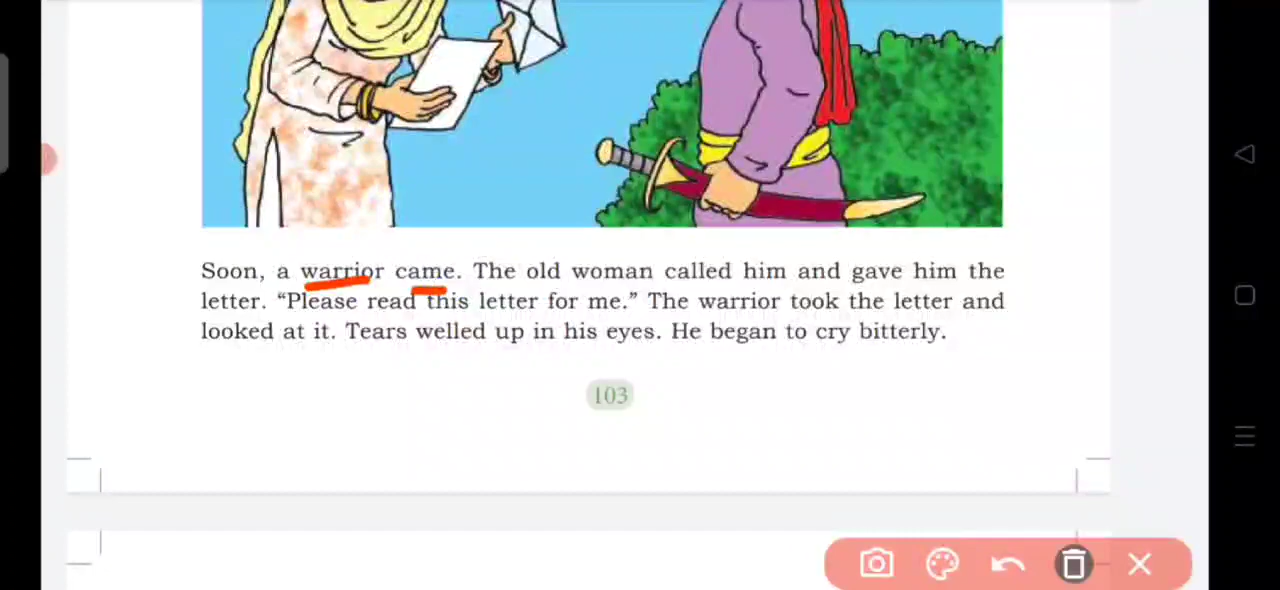 Soon, a warrior came. The old woman called him and gave him the
letter. “Please read this letter for me.” The warrior took the letter and
looked at it. Tears welled up in his eyes. He began to cry bitterly.
103